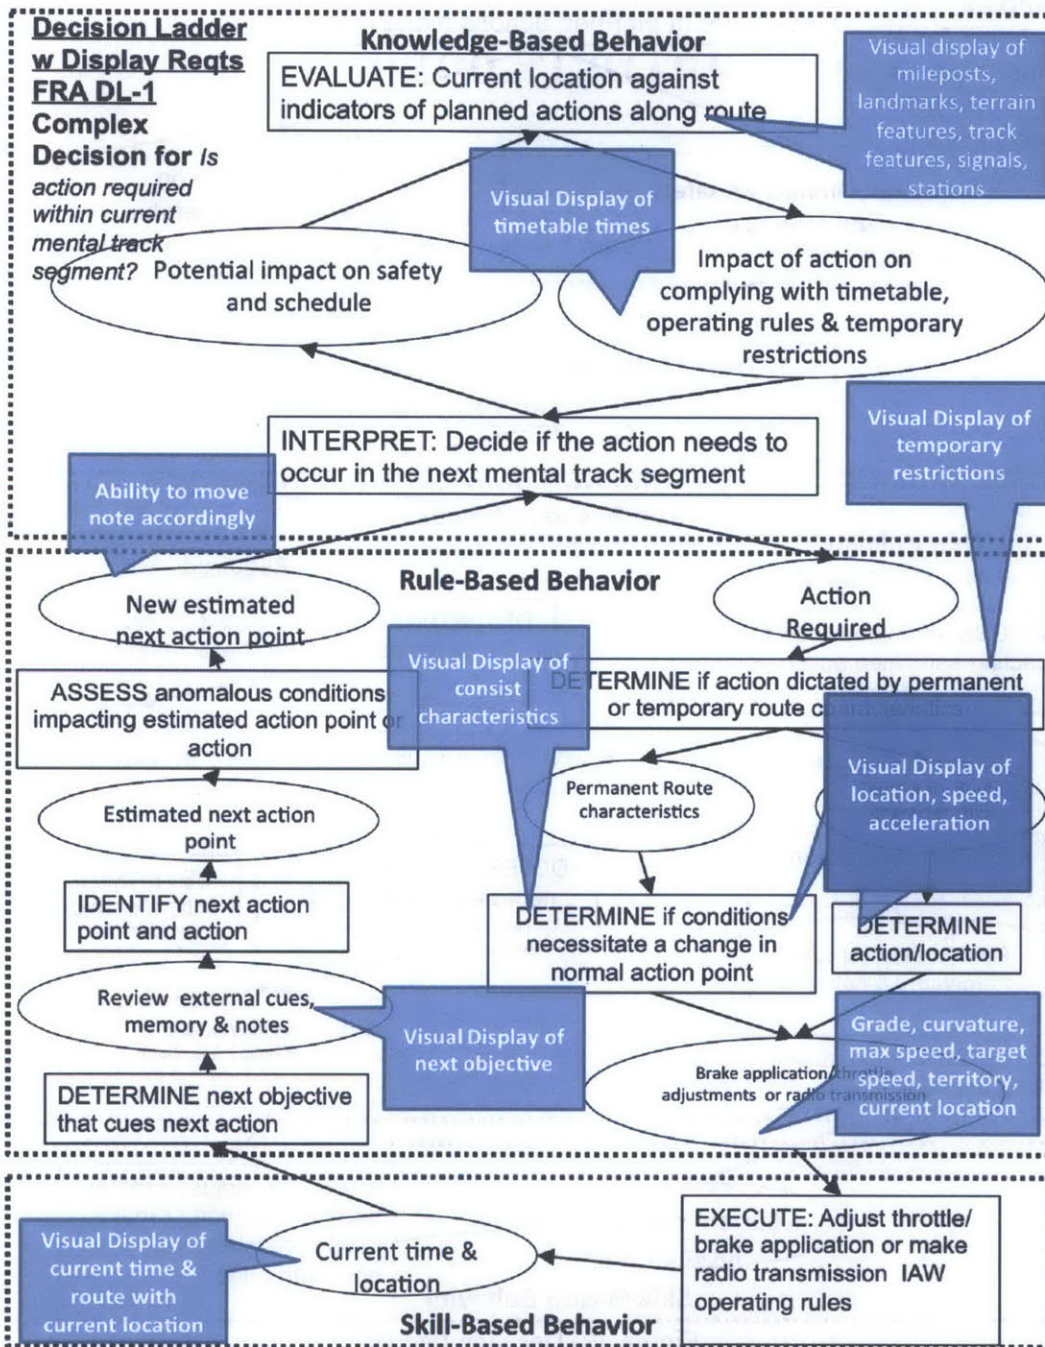 Decision Ladder
w Display Reqts
FRA DL-1
Complex
Decision for Is
action required
within current
mental track
segment?
Knowledge-Based Behavior
EVALUATE: Current location against
indicators of planned actions along route
Visual display of
mileposts,
landmarks, terrain
features, track
features, signals,
stations
Visual Display of
timetable times
Potential impact on safety
and schedule
Impact of action on
complying with timetable,
operating rules & temporary
restrictions
INTERPRET: Decide if the action needs to
occur in the next mental track segment
Visual Display of
temporary
restrictions
Ability to move
note accordingly
Rule-Based Behavior
New estimated
next action point
Action
Required
Visual Display of
consist
characteristics
ASSESS anomalous conditions
impacting estimated action point or
action
DETERMINE if action dictated by permanent
or temporary route characteristics
Estimated next action
point
Permanent Route
characteristics
Visual Display of
location, speed,
acceleration
IDENTIFY next action
point and action
DETERMINE if conditions
necessitate a change in
normal action point
DETERMINE
action/location
Review external cues,
memory & notes
Visual Display of
next objective
Grade, curvature,
max speed, target
speed, territory,
current location
Brake application/throttle
adjustments or radio transmission
DETERMINE next objective
that cues next action
EXECUTE: Adjust throttle/
brake application or make
radio transmission IAW
operating rules
Visual Display of
current time &
route with
current location
Current time &
location
Skill-Based Behavior